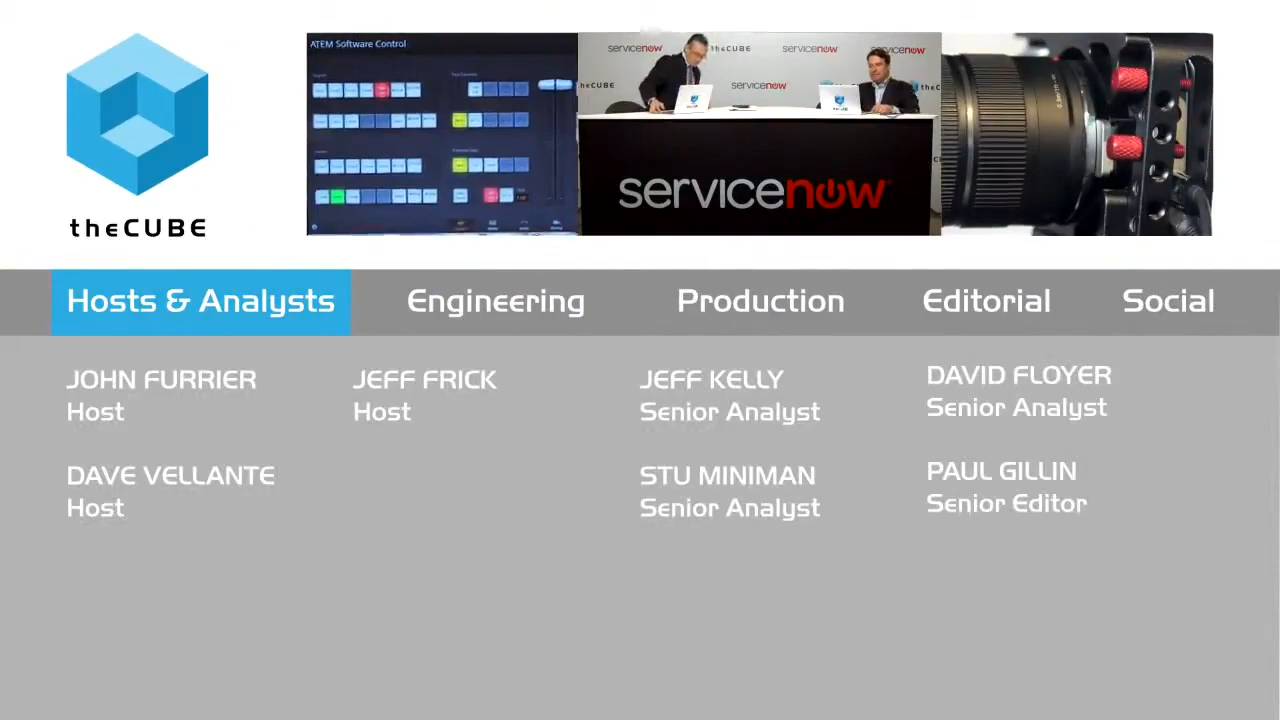 theCUBE
ATEM Software Control
servicenow theCUBE servicenow servicenow
theCUBE servicenow theCUBE
servicenow
Hosts & Analysts Engineering Production Editorial Social
JOHN FURRIER
Host
JEFF FRICK
Host
JEFF KELLY
Senior Analyst
DAVID FLOYER
Senior Analyst
DAVE VELLANTE
Host
STU MINIMAN
Senior Analyst
PAUL GILLIN
Senior Editor